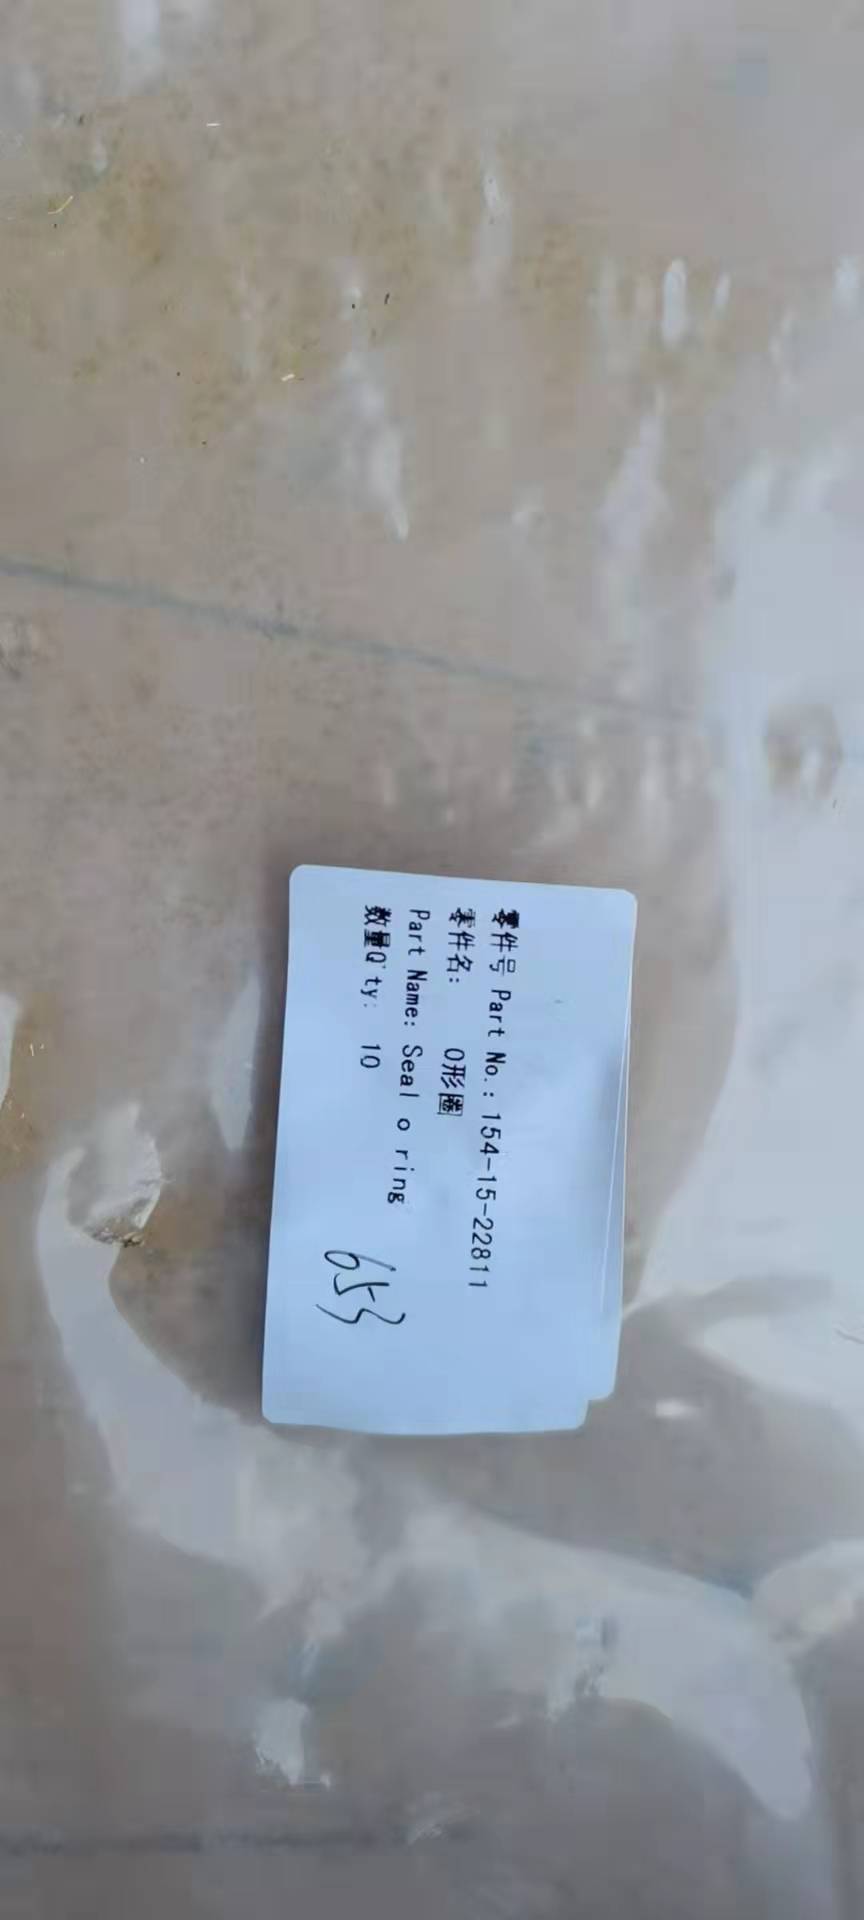 零件号 Part No.: 154-15-22811
零件名: O形圈
Part Name: Seal o ring
数量Q'ty: 10
653